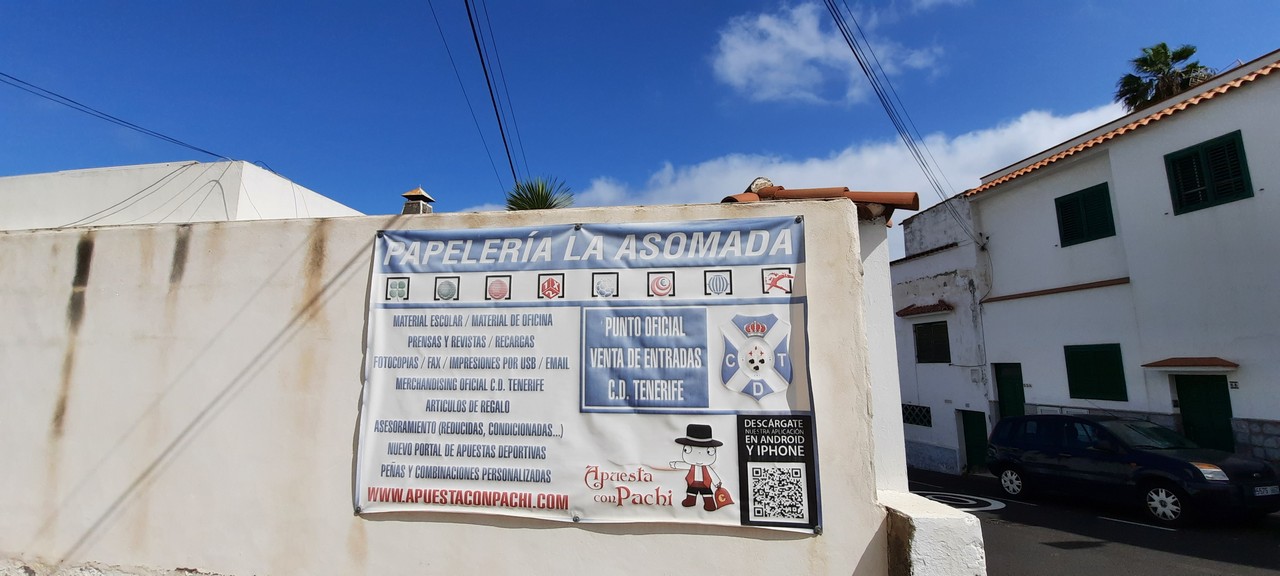 PAPELERÍA LA ASOMADA
MATERIAL ESCOLAR / MATERIAL DE OFICINA
PRENSAS Y REVISTAS / RECARGAS
FOTOCOPIAS / FAX / IMPRESIONES POR USB / EMAIL
MERCHANDISING OFICIAL C.D. TENERIFE
ARTICULOS DE REGALO
ASESORAMIENTO (REDUCIDAS, CONDICIONADAS...)
NUEVO PORTAL DE APUESTAS DEPORTIVAS
PEÑAS Y COMBINACIONES PERSONALIZADAS
WWW.APUESTACONPACHI.COM
PUNTO OFICIAL
VENTA DE ENTRADAS
C.D. TENERIFE
C T
D
Apuesta
con Pachi
€
DESCÁRGATE
NUESTRA APLICACIÓN
EN ANDROID
Y IPHONE